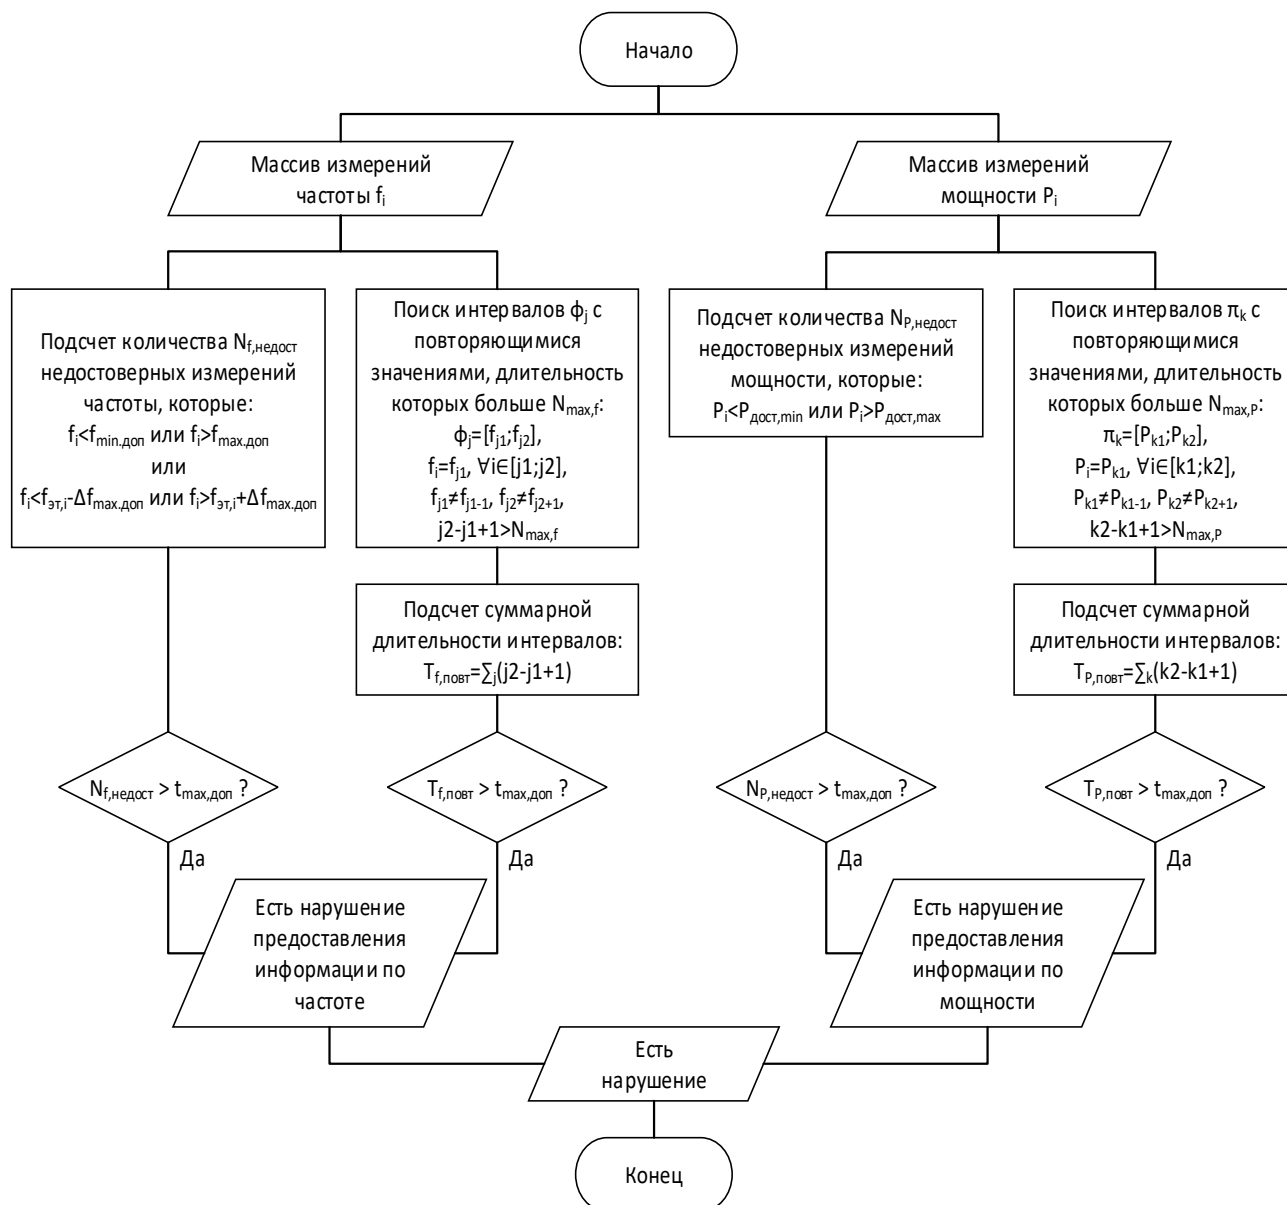 Начало
Массив измерений
частоты fᵢ
Массив измерений
мощности Pᵢ
Подсчет количества N_f,недост
недостоверных измерений
частоты, которые:
fᵢ<f_min.доп или fᵢ>f_max.доп
или
fᵢ<f_эт,i-Δf_max.доп или fᵢ>f_эт,i+Δf_max.доп
Поиск интервалов ϕ_j с
повторяющимися
значениями, длительность
которых больше N_max,f:
ϕ_j=[f_j1;f_j2],
fᵢ=f_j1, ∀i∈[j1;j2],
f_j1≠f_j1-1, f_j2≠f_j2+1,
j2-j1+1>N_max,f
Подсчет количества N_P,недост
недостоверных измерений
мощности, которые:
Pᵢ<P_дост,min или Pᵢ>P_дост,max
Поиск интервалов π_k с
повторяющимися
значениями, длительность
которых больше N_max,P:
π_k=[P_k1;P_k2],
Pᵢ=P_k1, ∀i∈[k1;k2],
P_k1≠P_k1-1, P_k2≠P_k2+1,
k2-k1+1>N_max,P
Подсчет суммарной
длительности интервалов:
T_f,повт=∑_j(j2-j1+1)
Подсчет суммарной
длительности интервалов:
T_P,повт=∑_k(k2-k1+1)
N_f,недост > t_max,доп ?
T_f,повт > t_max,доп ?
N_P,недост > t_max,доп ?
T_P,повт > t_max,доп ?
Да
Да
Да
Да
Есть нарушение
предоставления
информации по
частоте
Есть нарушение
предоставления
информации по
мощности
Есть
нарушение
Конец